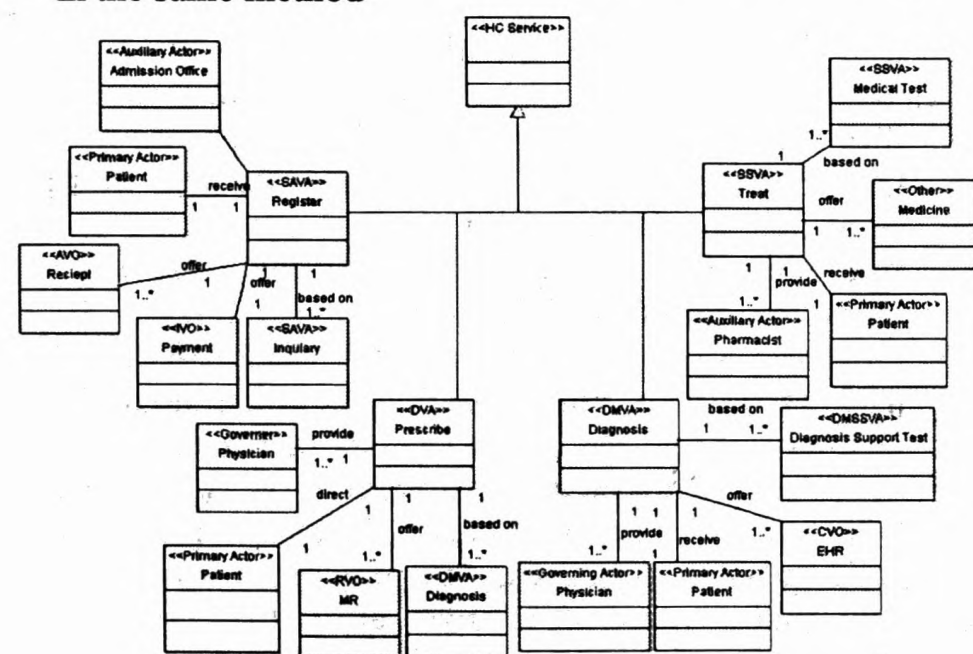 in the same method
<<HC Service>>
<<Auxiliary Actor>>
Admission Office
<<SSVA>>
Medical Test
1..*
1
based on
<<Primary Actor>>
Patient
receive
1
1
<<SAVA>>
Register
<<SSVA>>
Treat
offer
1
1..*
<<Other>>
Medicine
<<AVO>>
Reciept
offer
1..*
1
1
offer
1
1
based on
1..*
1
1
provide
1..*
receive
1
<<IVO>>
Payment
<<SAVA>>
Inquiary
<<Auxiliary Actor>>
Pharmacist
<<Primary Actor>>
Patient
<<Governer>>
Physician
provide
1..*
1
<<DVA>>
Prescribe
<<DMVA>>
Diagnosis
based on
1
1..*
<<DMSSVA>>
Diagnosis Support Test
direct
1
1
1
offer
1..*
1
based on
1..*
1
provide
1..*
1
receive
1
1
offer
1..*
<<CVO>>
EHR
<<Primary Actor>>
Patient
<<RVO>>
MR
<<DMVA>>
Diagnosis
<<Governing Actor>>
Physician
<<Primary Actor>>
Patient